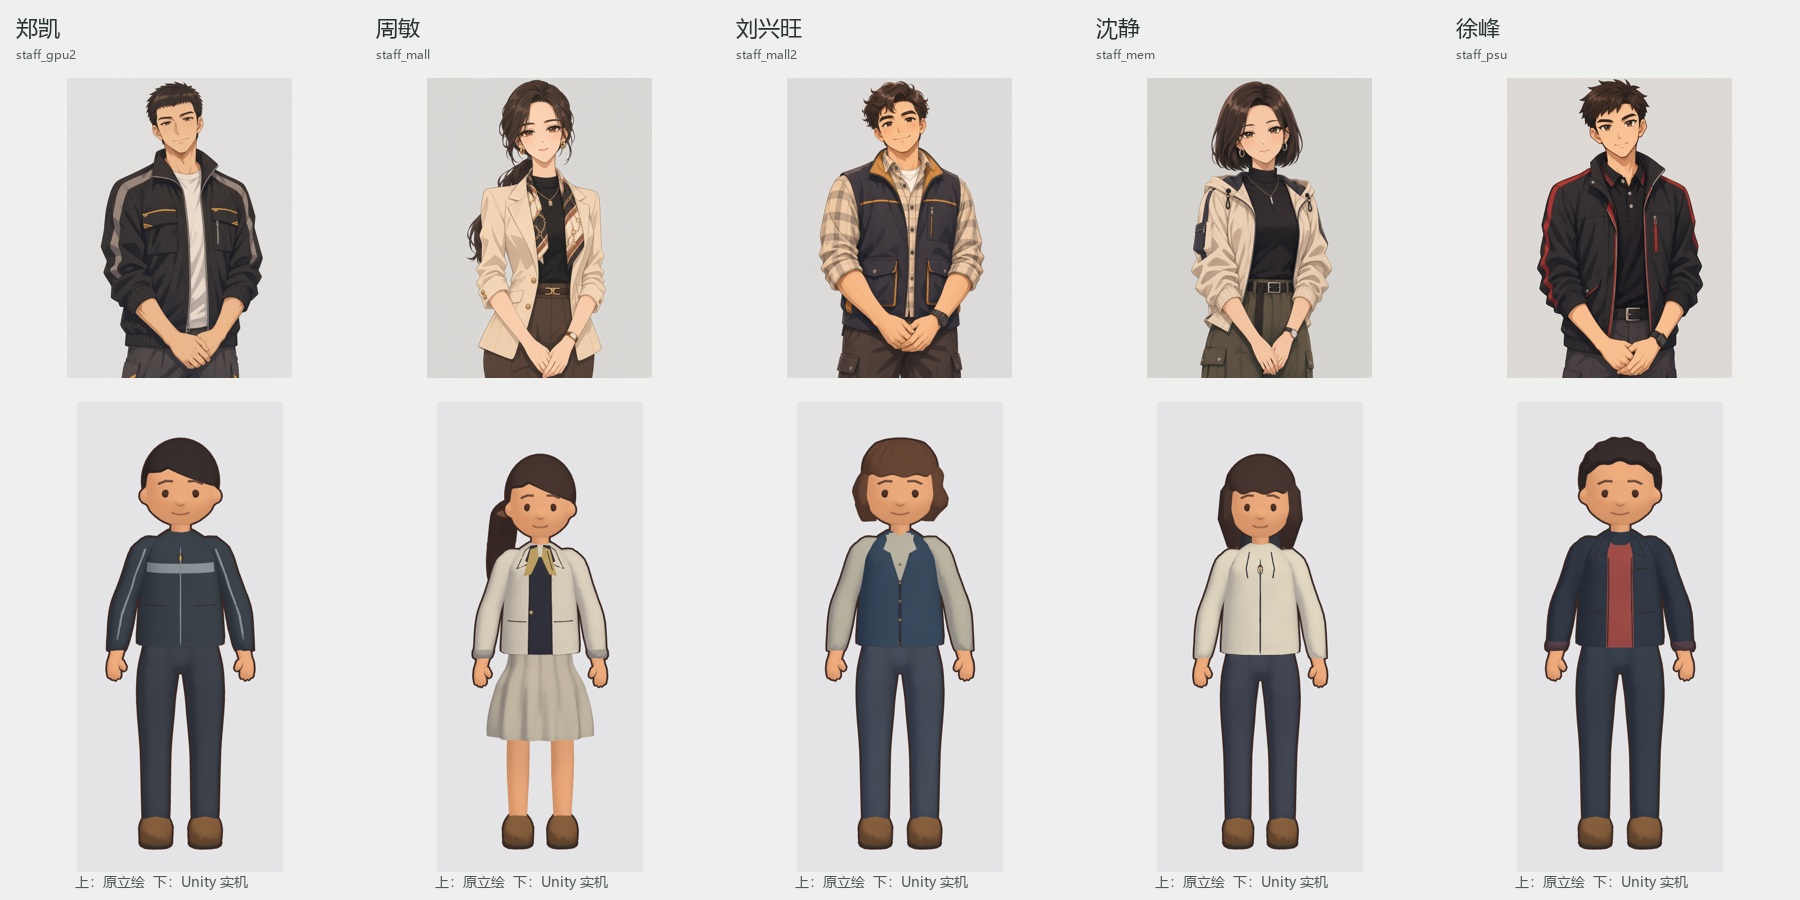 郑凯
staff_gpu2
周敏
staff_mall
刘兴旺
staff_mall2
沈静
staff_mem
徐峰
staff_psu
上：原立绘 下：Unity 实机
上：原立绘 下：Unity 实机
上：原立绘 下：Unity 实机
上：原立绘 下：Unity 实机
上：原立绘 下：Unity 实机